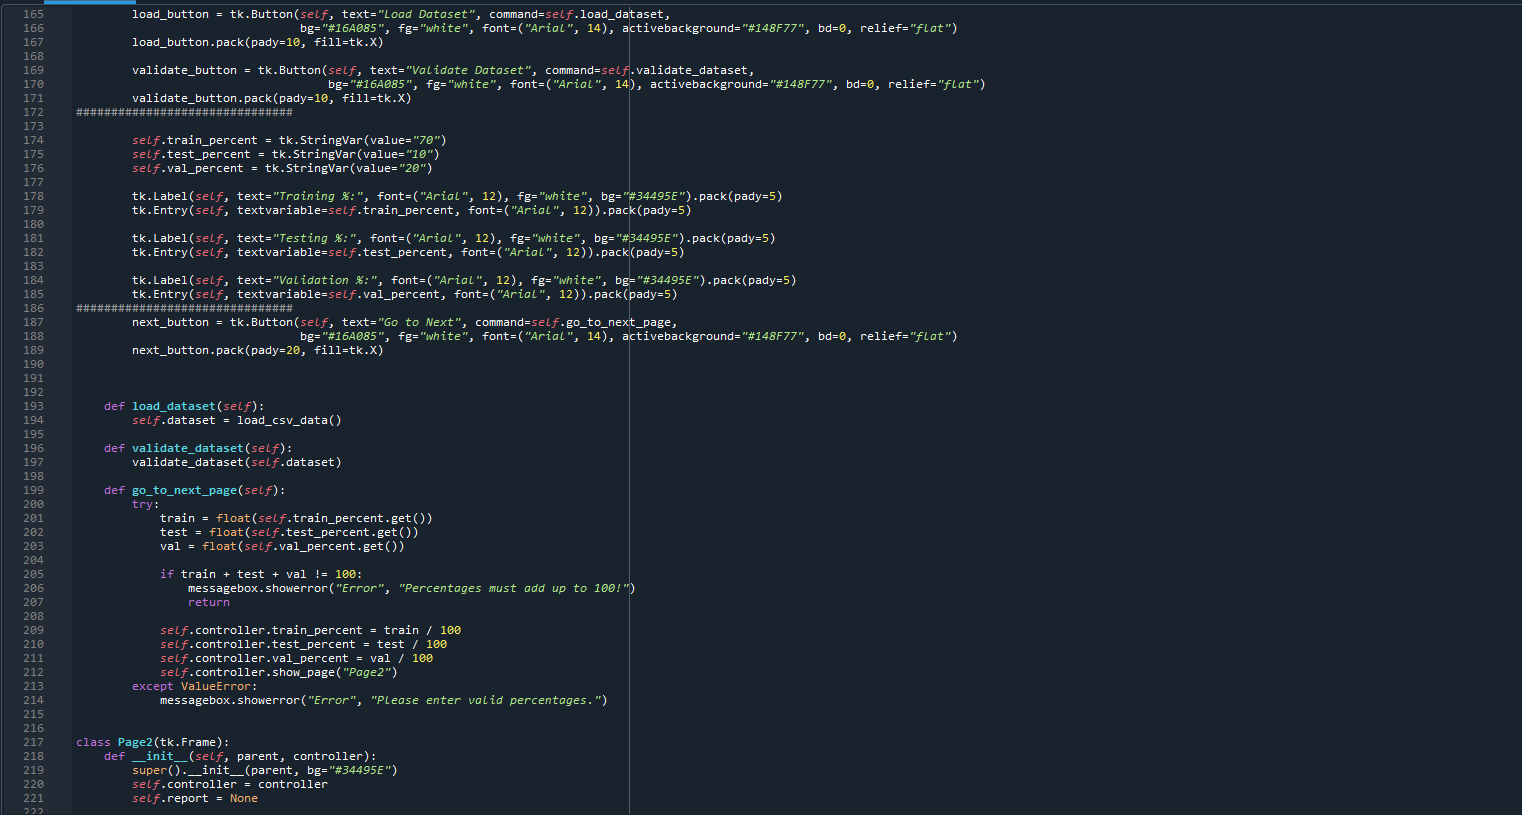 165 load_button = tk.Button(self, text="Load Dataset", command=self.load_dataset,
166 bg="#16A085", fg="white", font=("Arial", 14), activebackground="#148F77", bd=0, relief="flat")
167 load_button.pack(pady=10, fill=tk.X)
168
169 validate_button = tk.Button(self, text="Validate Dataset", command=self.validate_dataset,
170 bg="#16A085", fg="white", font=("Arial", 14), activebackground="#148F77", bd=0, relief="flat")
171 validate_button.pack(pady=10, fill=tk.X)
172 ###############################
173
174 self.train_percent = tk.StringVar(value="70")
175 self.test_percent = tk.StringVar(value="10")
176 self.val_percent = tk.StringVar(value="20")
177
178 tk.Label(self, text="Training %:", font=("Arial", 12), fg="white", bg="#34495E").pack(pady=5)
179 tk.Entry(self, textvariable=self.train_percent, font=("Arial", 12)).pack(pady=5)
180
181 tk.Label(self, text="Testing %:", font=("Arial", 12), fg="white", bg="#34495E").pack(pady=5)
182 tk.Entry(self, textvariable=self.test_percent, font=("Arial", 12)).pack(pady=5)
183
184 tk.Label(self, text="Validation %:", font=("Arial", 12), fg="white", bg="#34495E").pack(pady=5)
185 tk.Entry(self, textvariable=self.val_percent, font=("Arial", 12)).pack(pady=5)
186 ###############################
187 next_button = tk.Button(self, text="Go to Next", command=self.go_to_next_page,
188 bg="#16A085", fg="white", font=("Arial", 14), activebackground="#148F77", bd=0, relief="flat")
189 next_button.pack(pady=20, fill=tk.X)
190
191
192
193 def load_dataset(self):
194 self.dataset = load_csv_data()
195
196 def validate_dataset(self):
197 validate_dataset(self.dataset)
198
199 def go_to_next_page(self):
200 try:
201 train = float(self.train_percent.get())
202 test = float(self.test_percent.get())
203 val = float(self.val_percent.get())
204
205 if train + test + val != 100:
206 messagebox.showerror("Error", "Percentages must add up to 100!")
207 return
208
209 self.controller.train_percent = train / 100
210 self.controller.test_percent = test / 100
211 self.controller.val_percent = val / 100
212 self.controller.show_page("Page2")
213 except ValueError:
214 messagebox.showerror("Error", "Please enter valid percentages.")
215
216
217 class Page2(tk.Frame):
218 def __init__(self, parent, controller):
219 super().__init__(parent, bg="#34495E")
220 self.controller = controller
221 self.report = None
222